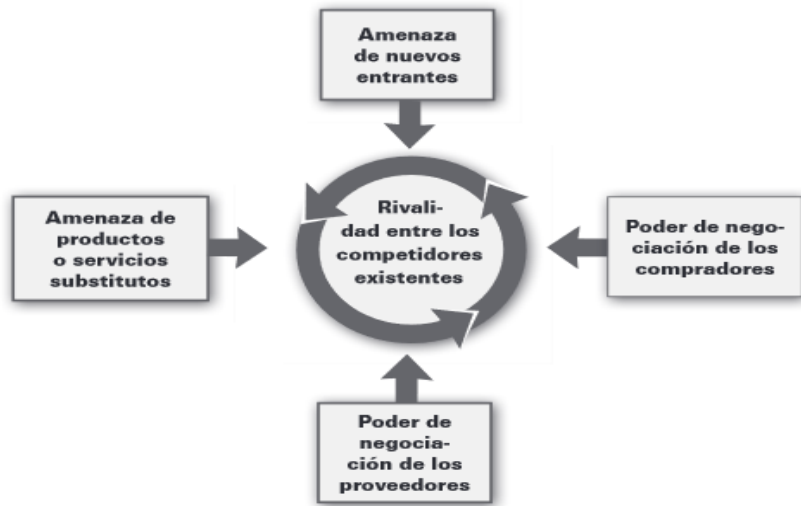 Amenaza
de nuevos
entrantes
Amenaza de
productos
o servicios
substitutos
Rivali-
dad entre los
competidores
existentes
Poder de nego-
ciación de los
compradores
Poder de
negocia-
ción de los
proveedores